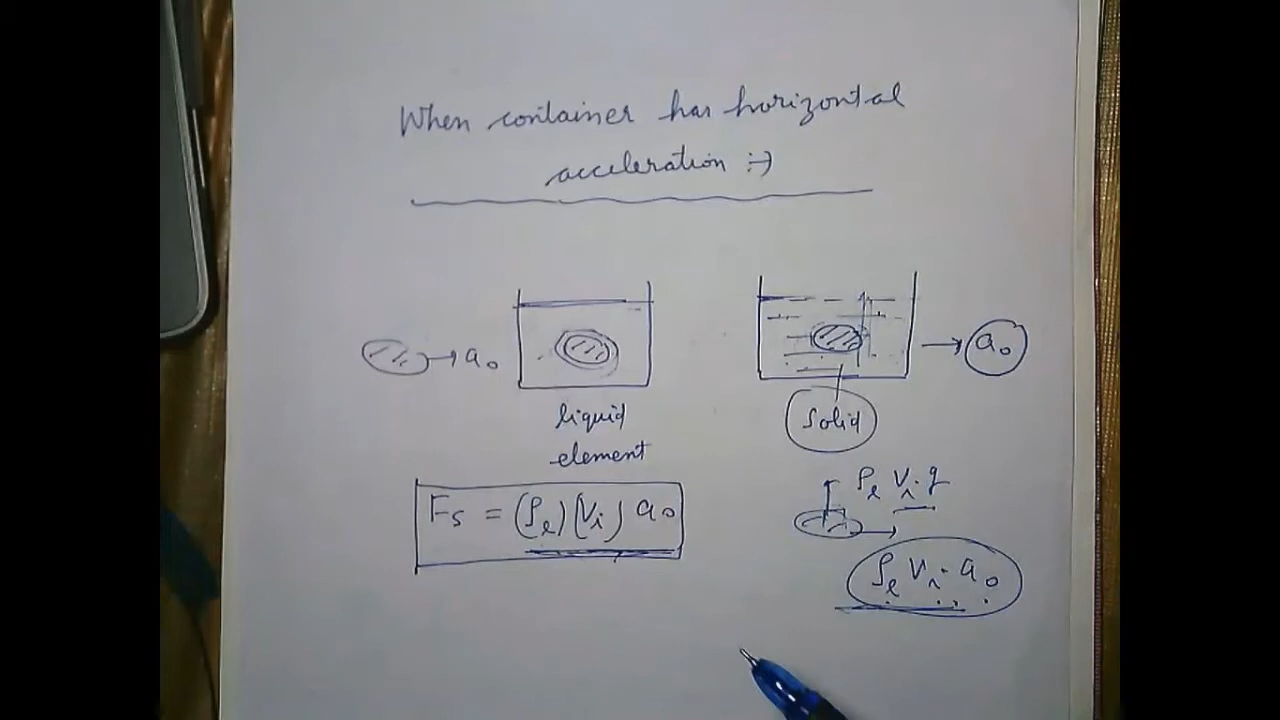 When container has horizontal
acceleration :-)
→ a₀
→ a₀
liquid
element
solid
Fs = (ρₗ)(Vᵢ) a₀
ρₗ Vᵢ·g
ρₗ Vᵢ·a₀